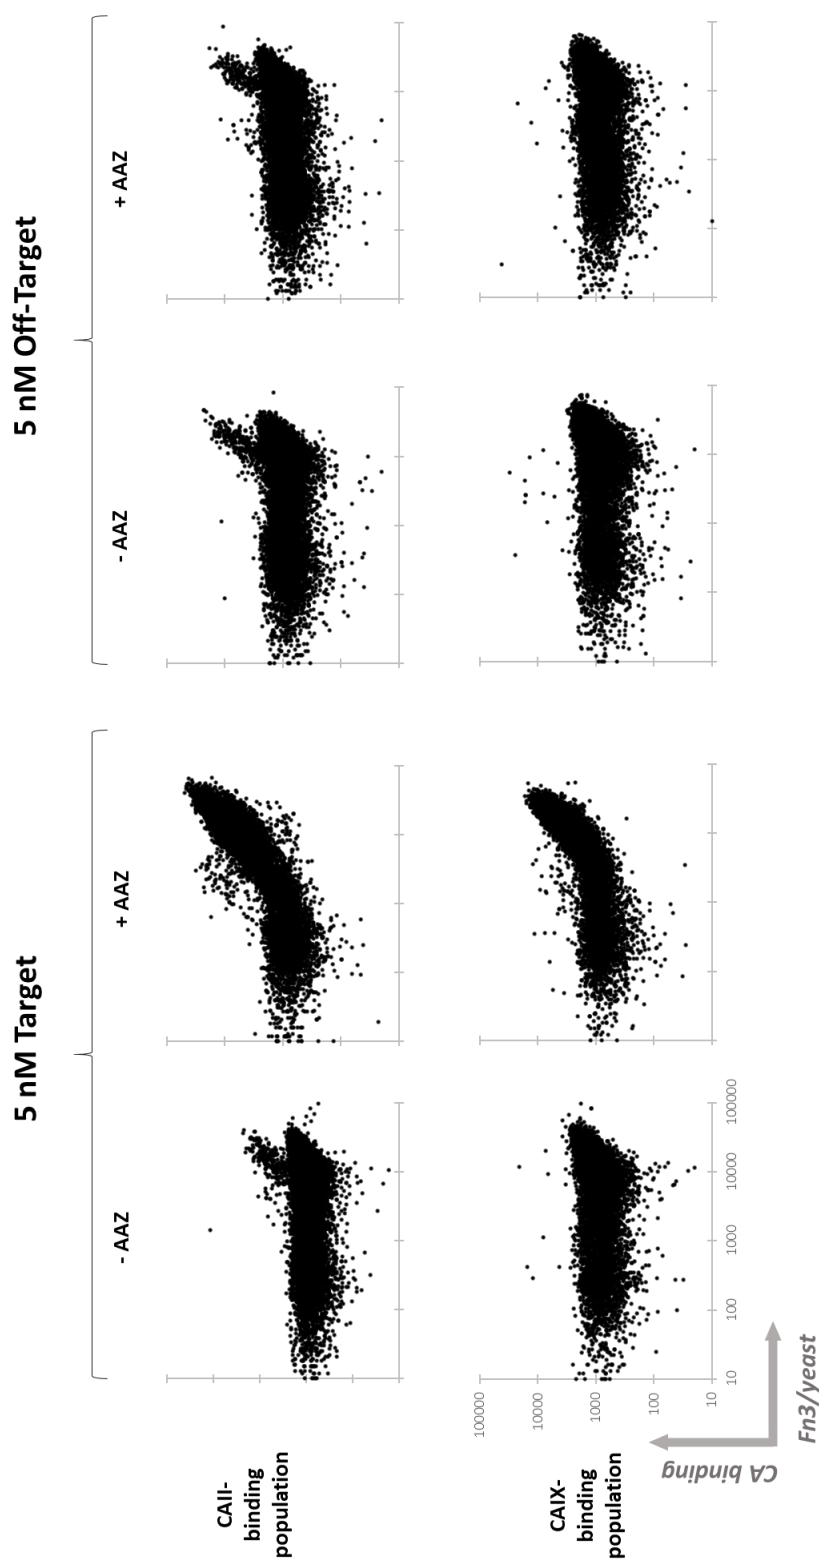 5 nM Target
5 nM Off-Target
- AAZ
+ AAZ
- AAZ
+ AAZ
CAII-
binding
population
CAIX-
binding
population
100000
10000
1000
100
10
10
100
1000
10000
100000
CA binding
Fn3/yeast